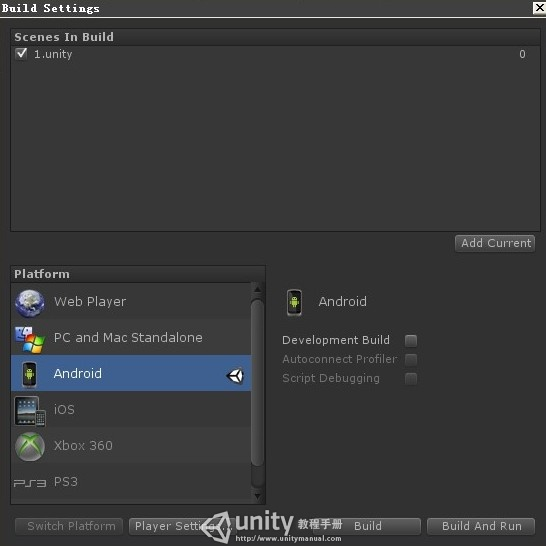 Build Settings
Scenes In Build
1.unity 0
Add Current
Platform
Web Player
PC and Mac Standalone
Android
iOS
Xbox 360
PS3
Android
Development Build
Autoconnect Profiler
Script Debugging
Switch Platform
Player Settings...
Build
Build And Run
unity 教程手册
http://www.unitymanual.com